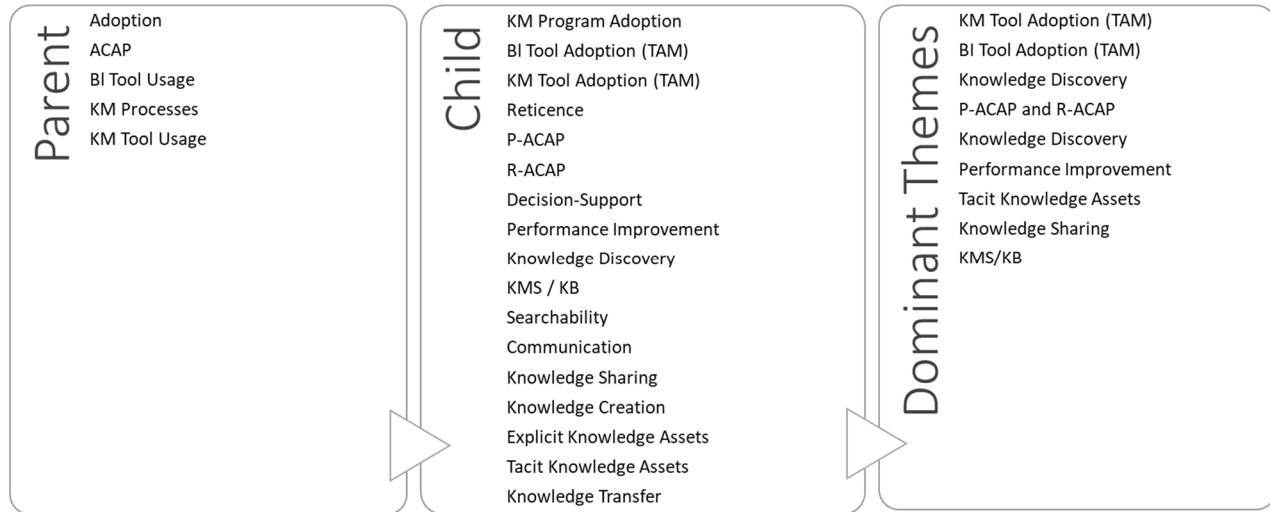 Parent
Adoption
ACAP
BI Tool Usage
KM Processes
KM Tool Usage
Child
KM Program Adoption
BI Tool Adoption (TAM)
KM Tool Adoption (TAM)
Reticence
P-ACAP
R-ACAP
Decision-Support
Performance Improvement
Knowledge Discovery
KMS / KB
Searchability
Communication
Knowledge Sharing
Knowledge Creation
Explicit Knowledge Assets
Tacit Knowledge Assets
Knowledge Transfer
Dominant Themes
KM Tool Adoption (TAM)
BI Tool Adoption (TAM)
Knowledge Discovery
P-ACAP and R-ACAP
Knowledge Discovery
Performance Improvement
Tacit Knowledge Assets
Knowledge Sharing
KMS/KB